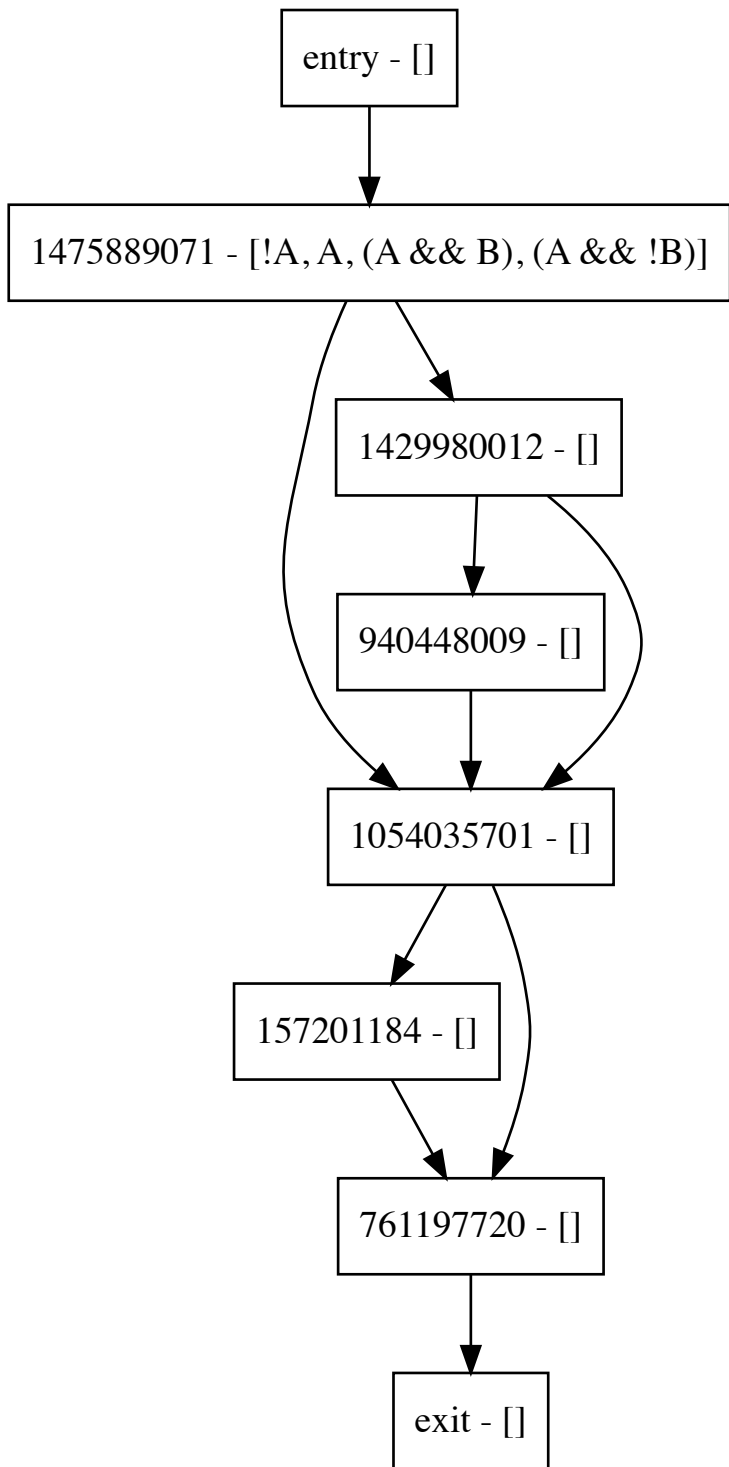 entry - []
1475889071 - [!A, A, (A && B), (A && !B)]
1429980012 - []
940448009 - []
1054035701 - []
157201184 - []
761197720 - []
exit - []